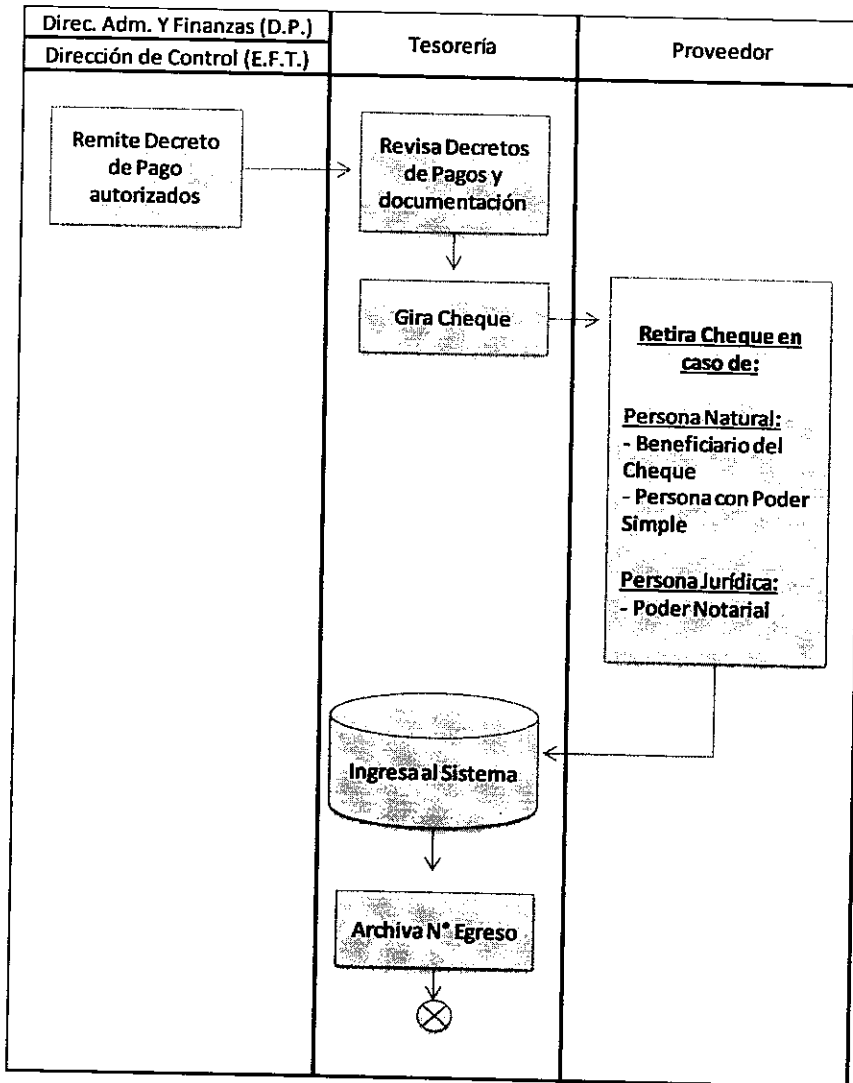 Direc. Adm. Y Finanzas (D.P.)
Dirección de Control (E.F.T.)
Tesorería
Proveedor
Remite Decreto
de Pago
autorizados
Revisa Decretos
de Pagos y
documentación
Gira Cheque
Retira Cheque en
caso de:
Persona Natural:
- Beneficiario del
Cheque
- Persona con Poder
Simple
Persona Jurídica:
- Poder Notarial
Ingresa al Sistema
Archiva N° Egreso